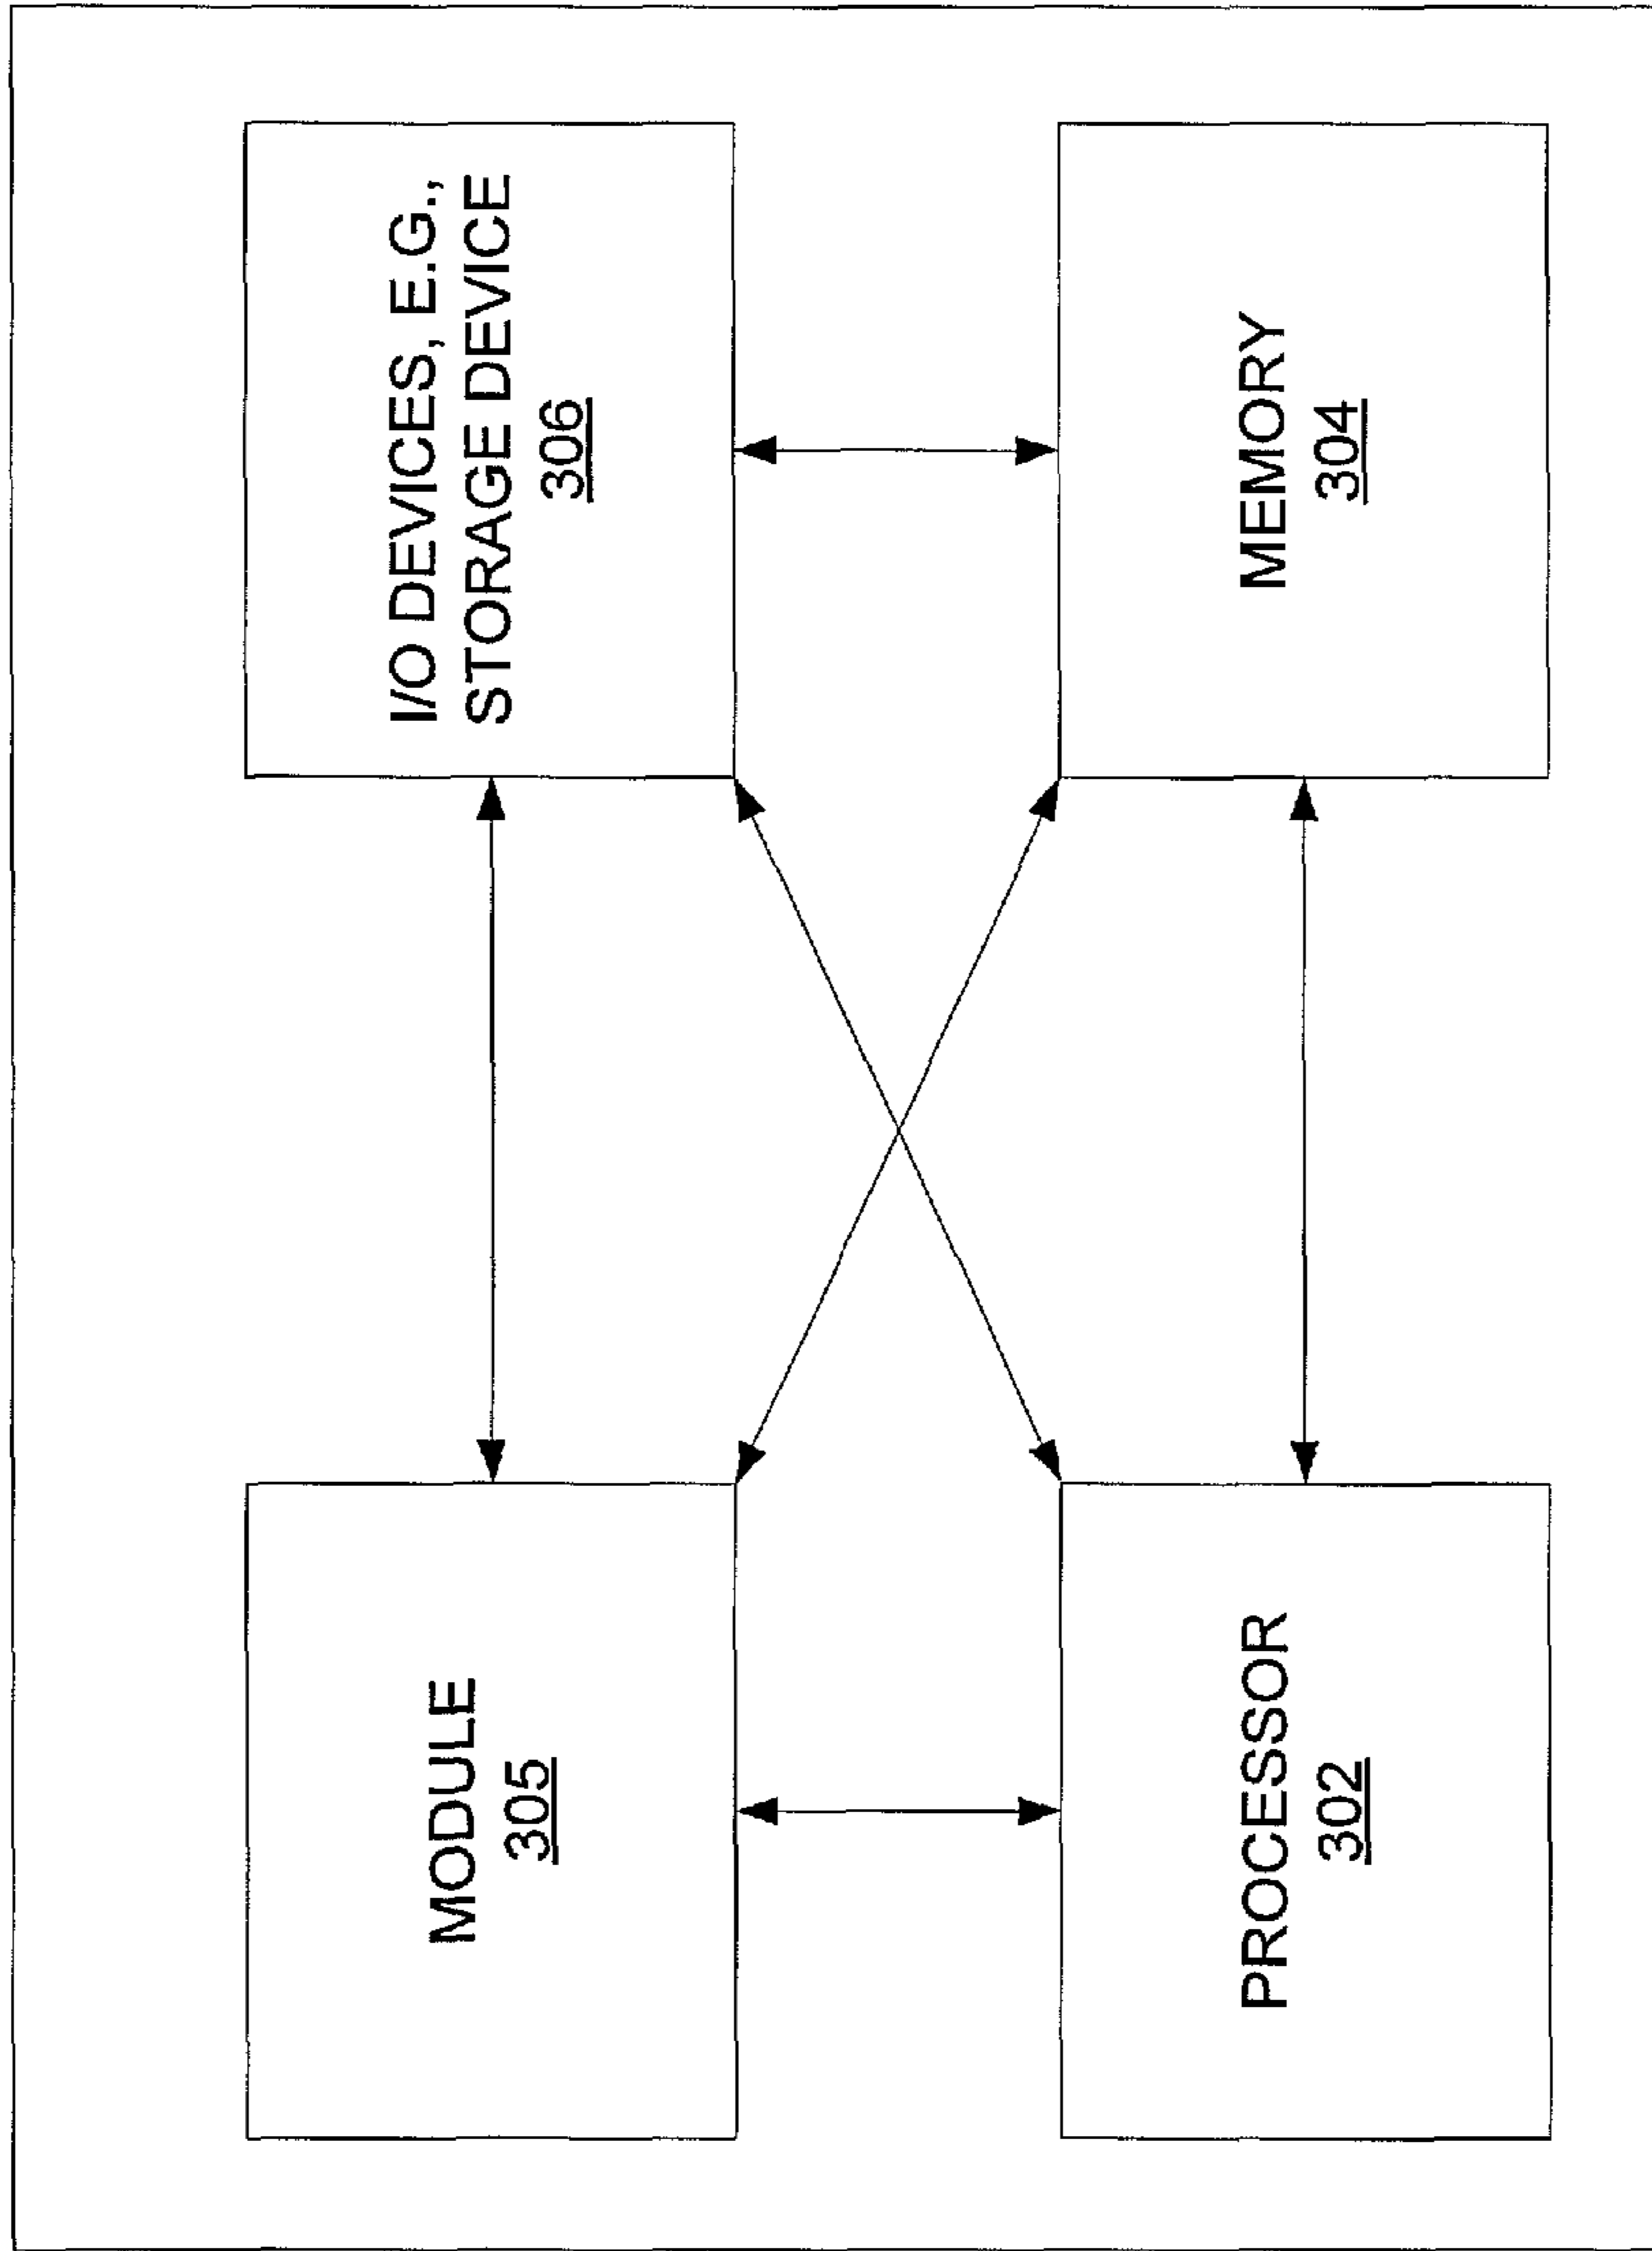 MODULE
305
I/O DEVICES, E.G.,
STORAGE DEVICE
306
PROCESSOR
302
MEMORY
304